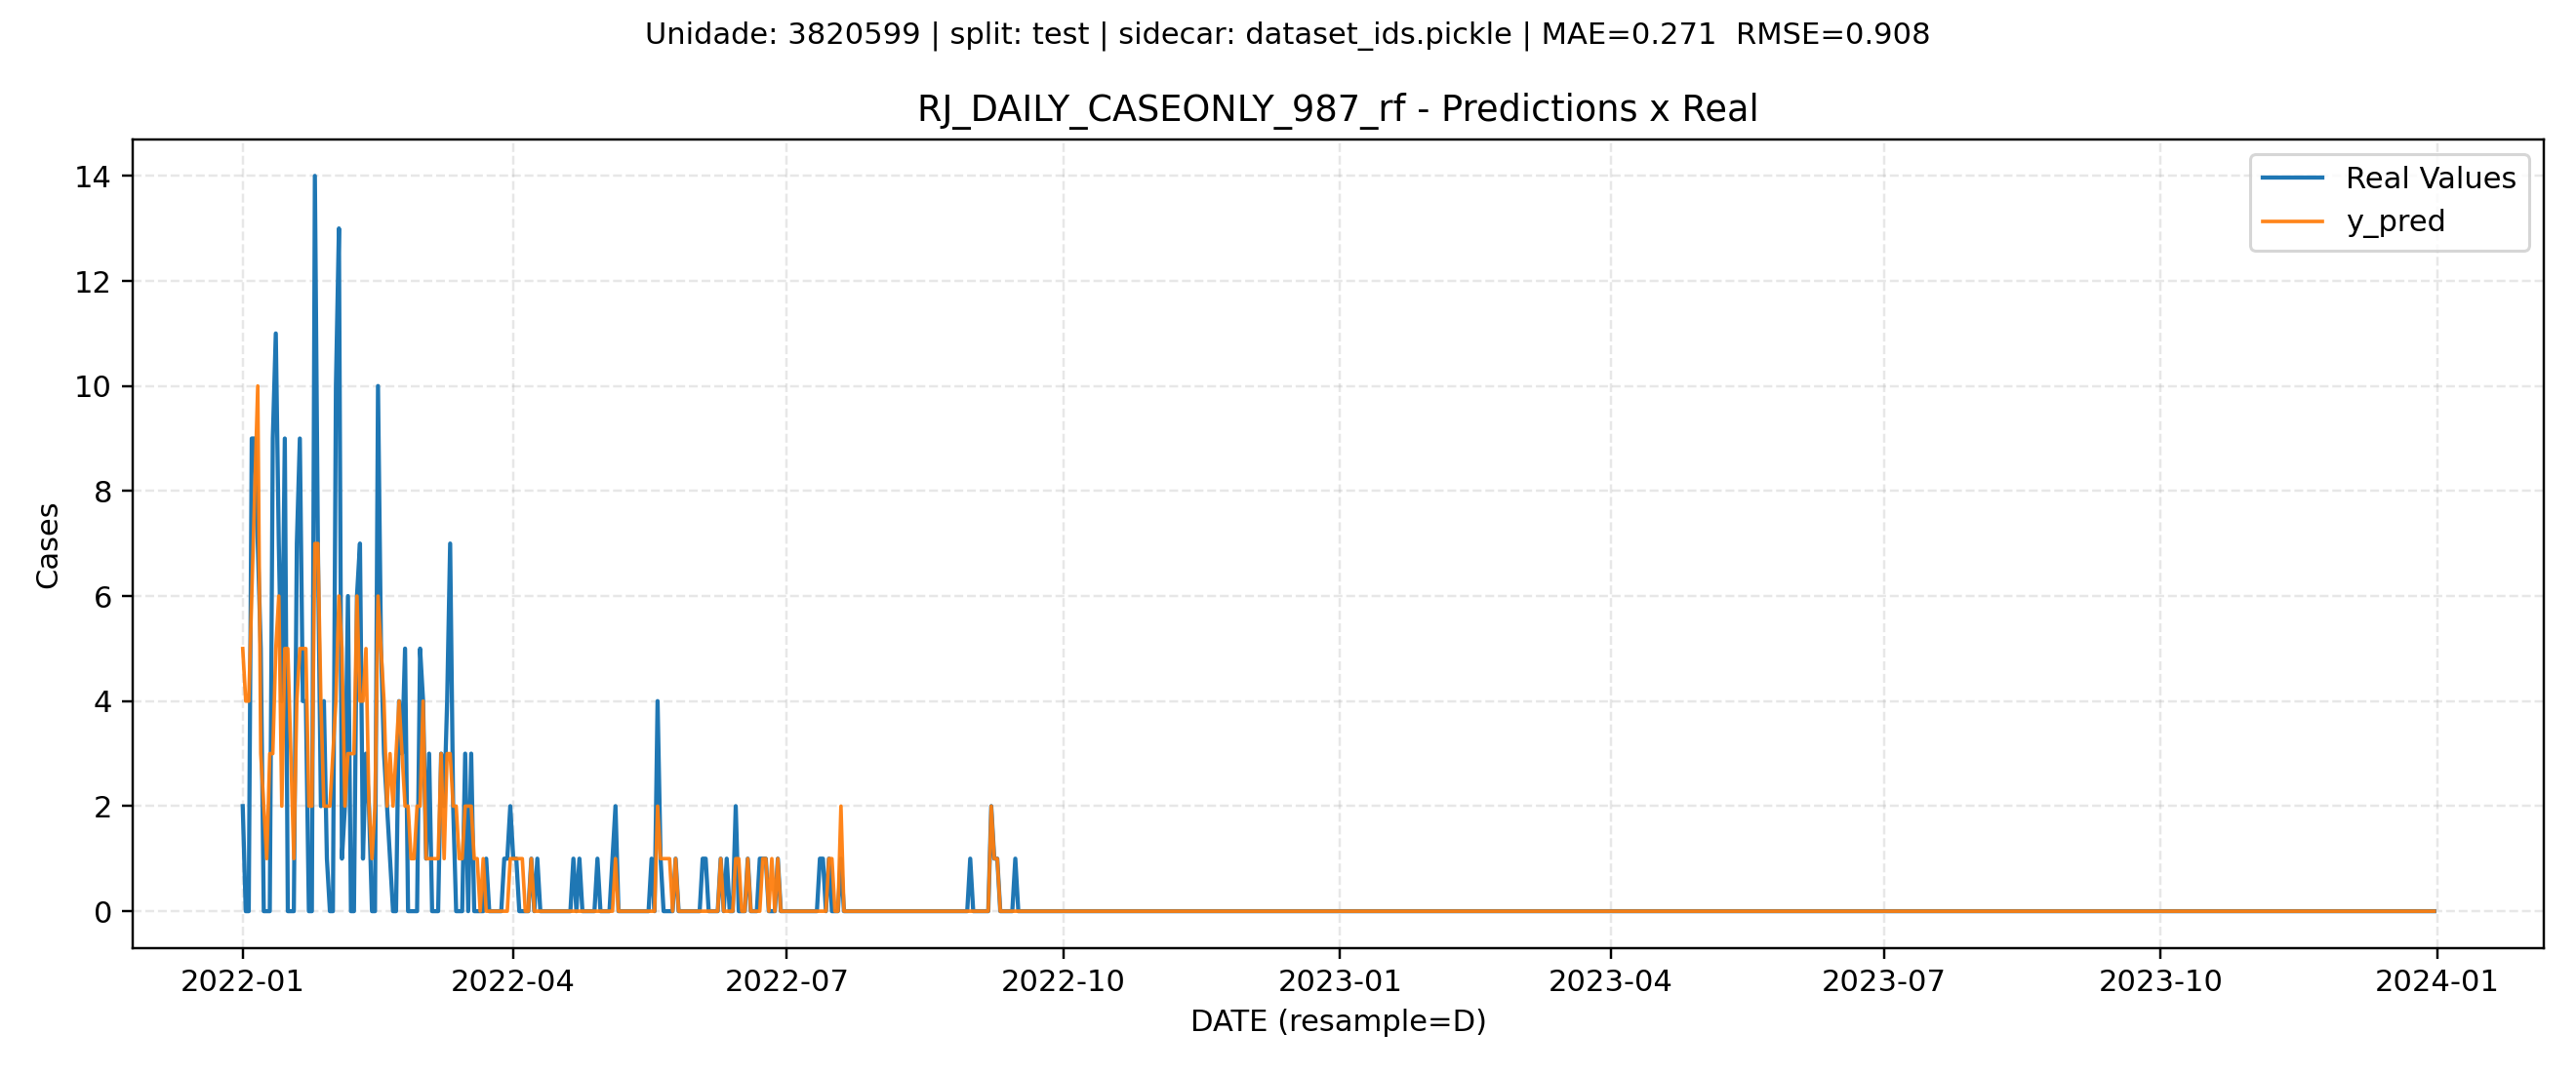 Unidade: 3820599 | split: test | sidecar: dataset_ids.pickle | MAE=0.271  RMSE=0.908
RJ_DAILY_CASEONLY_987_rf - Predictions x Real
Real Values
y_pred
Cases
14
12
10
8
6
4
2
0
2022-01 2022-04 2022-07 2022-10 2023-01 2023-04 2023-07 2023-10 2024-01
DATE (resample=D)